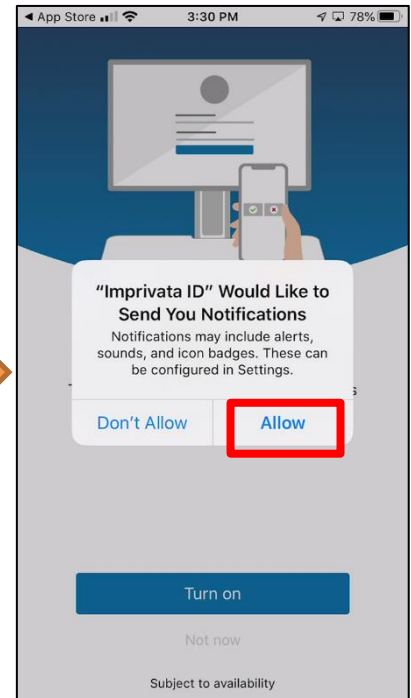 App Store 3:30 PM 78%
“Imprivata ID” Would Like to
Send You Notifications
Notifications may include alerts,
sounds, and icon badges. These can
be configured in Settings.
Don’t Allow Allow
Turn on
Not now
Subject to availability